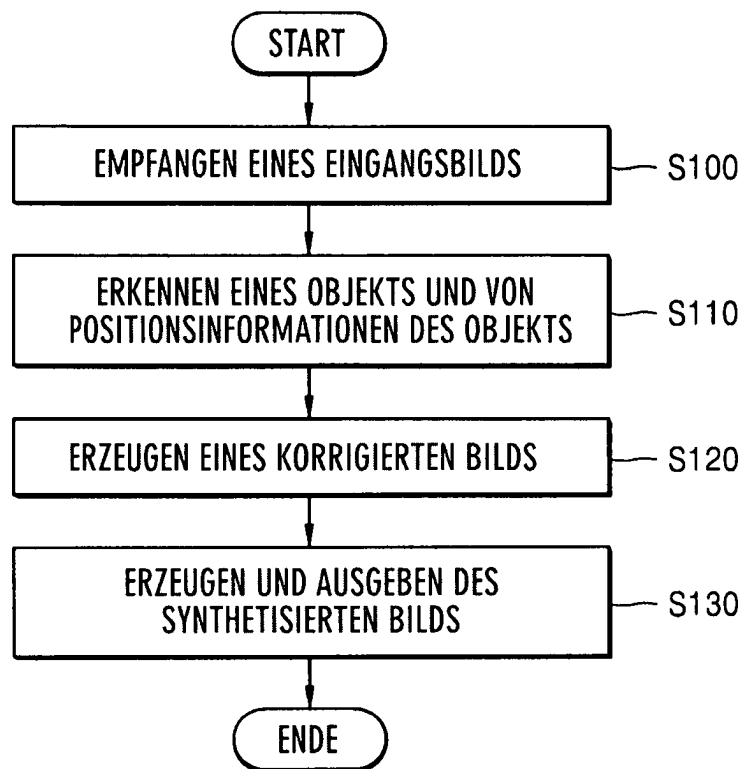 START
EMPFANGEN EINES EINGANGSBILDS
S100
ERKENNEN EINES OBJEKTS UND VON
POSITIONSINFORMATIONEN DES OBJEKTS
S110
ERZEUGEN EINES KORRIGIERTEN BILDS
S120
ERZEUGEN UND AUSGEBEN DES
SYNTHETISIERTEN BILDS
S130
ENDE